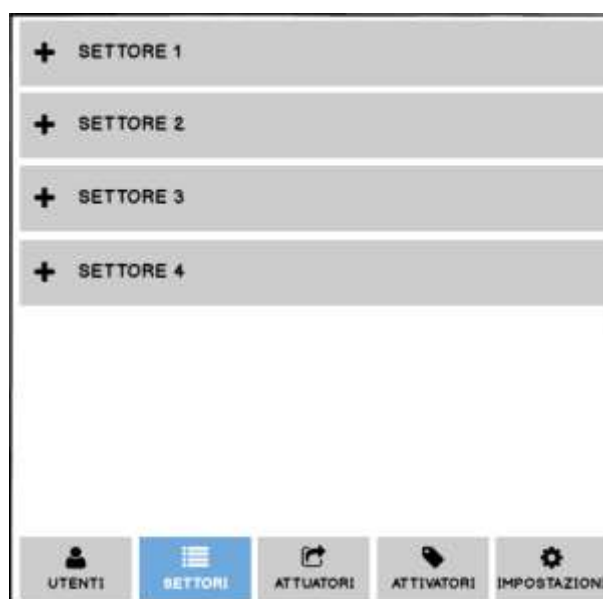 SETTORE 1
SETTORE 2
SETTORE 3
SETTORE 4
UTENTI
SETTORI
ATTUATORI
ATTIVATORI
IMPOSTAZIONI